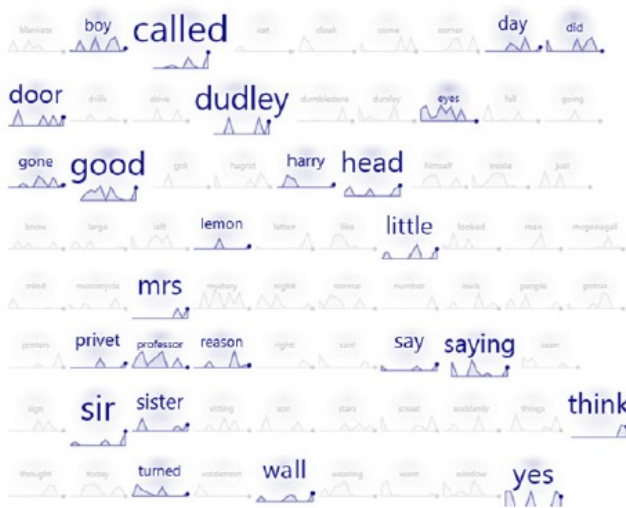 blankets boy called cat cloak come corner day did
door drills drive dudley dumbledore dursley eyes fell going
gone good got hagrid harry head himself inside just
know large left lemon letter like little looked man mcgonagall
mind motorcycle mrs mystery night normal number owls people potter
potters privet professor reason right said say saying seen
sign sir sister sitting son stars street suddenly things think
thought today turned voldemort wall wearing went window yes